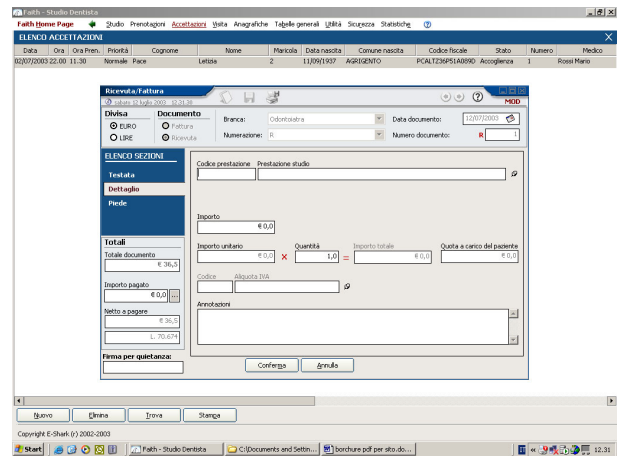 Faith - Studio Dentista
Faith Home Page Studio Prenotazioni Accettazioni Visita Anagrafiche Tabelle generali Utilità Sicurezza Statistiche
ELENCO ACCETTAZIONI X
Data Ora Ora Pren. Priorità Cognome Nome Maricola Data nascita Comune nascita Codice fiscale Stato Numero Medico
02/07/2003 22.00 11.30 Normale Pace Letizia 2 11/09/1937 AGRIGENTO PCALTZ36P51A089D Accoglienza 1 Rossi Mario
Ricevuta/Fattura
sabato 12 luglio 2003 12.31.36 MOD
Divisa Documento
EURO Fattura Branca: Odontoiatra Data documento: 12/07/2003
LIRE Ricevuta Numerazione: R Numero documento: R 1
ELENCO SEZIONI
Testata
Dettaglio
Piede
Codice prestazione Prestazione studio
Importo
€ 0,0
Importo unitario Quantità Importo totale Quota a carico del paziente
€ 0,0 X 1,0 = € 0,0 € 0,0
Codice Aliquota IVA
Annotazioni
Totali
Totale documento
€ 36,5
Importo pagato
€ 0,0 ...
Netto a pagare
€ 36,5
L. 70.674
Firma per quietanza:
Conferma Annulla
Nuovo Elimina Trova Stampa
Copyright E-Shark (r) 2002-2003
Start Faith - Studio Dentista C:\Documents and Settin... borchure pdf per sito.do... « 12.31